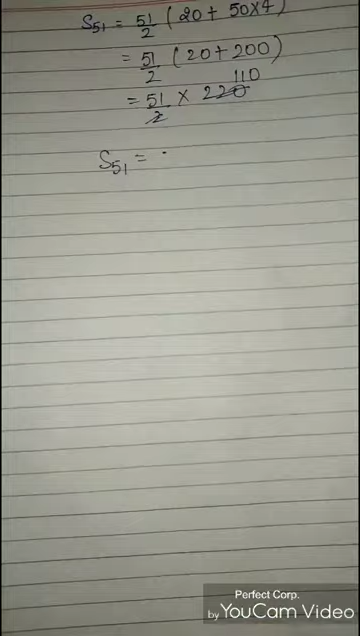 S51 = 51/2 (20 + 50×4)
= 51/2 (20 + 200)
110
= 51/2 × 220
S51 =
Perfect Corp.
by YouCam Video